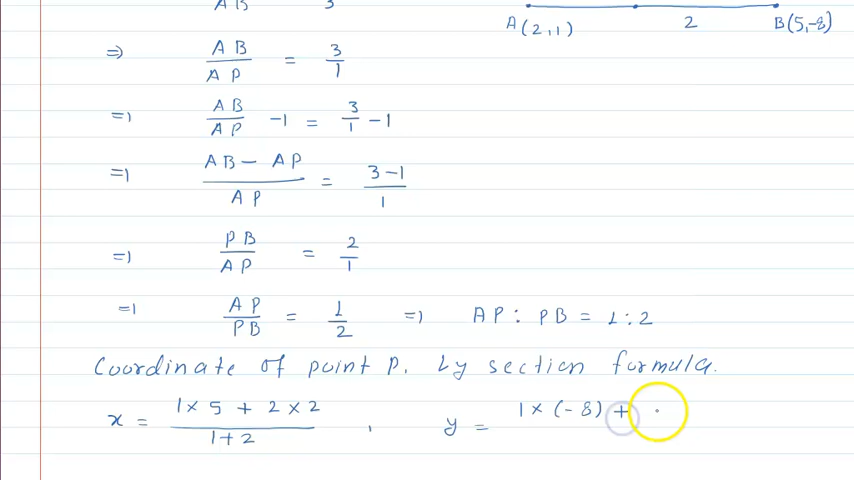 AB 3
A(2,1) 2 B(5,-8)
⇒ AB/AP = 3/1
⇒ AB/AP -1 = 3/1 -1
⇒ (AB - AP)/AP = (3-1)/1
⇒ PB/AP = 2/1
⇒ AP/PB = 1/2 ⇒ AP : PB = 1:2
Coordinate of point P. by section formula.
x = (1×5 + 2×2)/(1+2) , y = 1×(-8) +